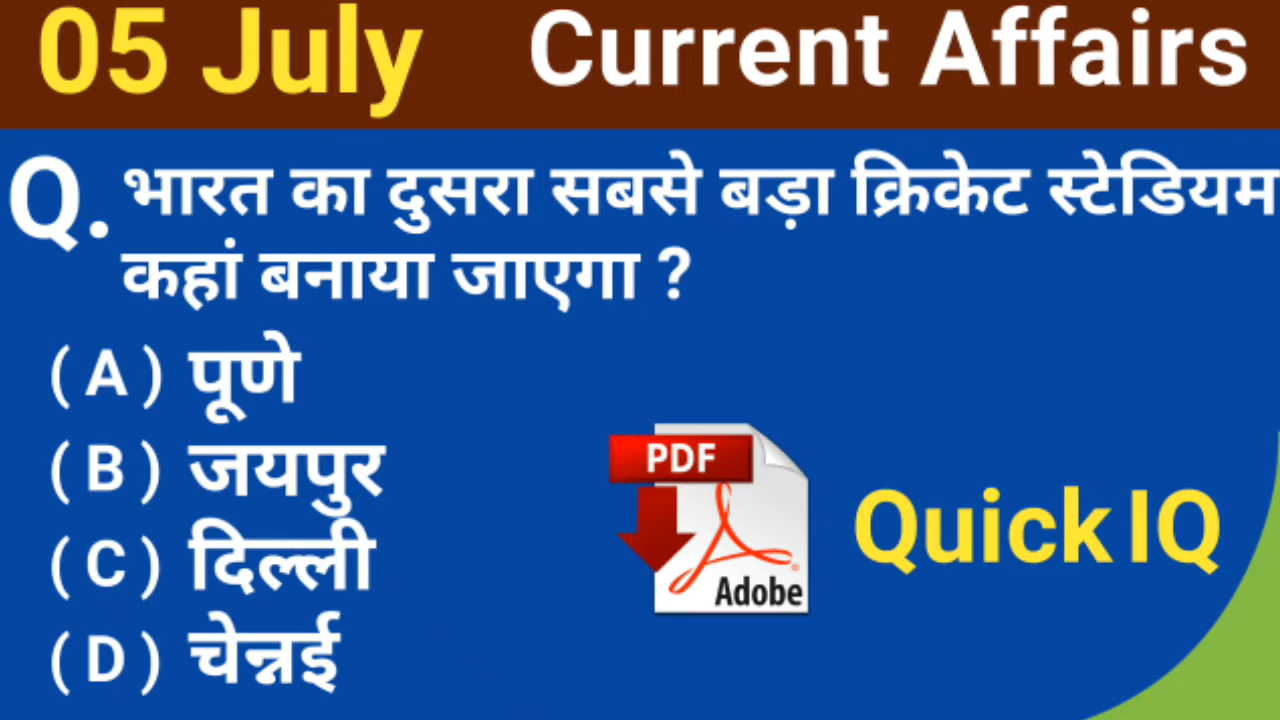 05 July Current Affairs
Q. भारत का दुसरा सबसे बड़ा क्रिकेट स्टेडियम
कहां बनाया जाएगा ?
( A ) पूणे
( B ) जयपुर
( C ) दिल्ली
( D ) चेन्नई
PDF
Adobe
Quick IQ